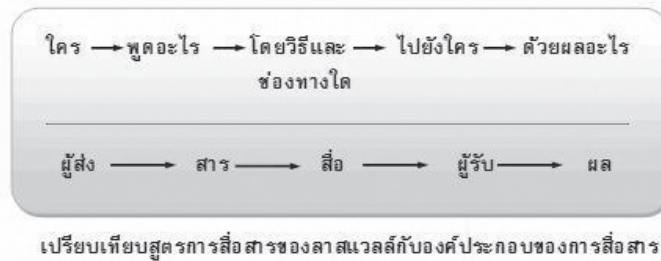 ใคร → พูดอะไร → โดยวิธีและ → ไปยังใคร → ด้วยผลอะไร
ช่องทางใด
ผู้ส่ง → สาร → สื่อ → ผู้รับ → ผล
เปรียบเทียบสูตรการสื่อสารของลาสแวลล์กับองค์ประกอบของการสื่อสาร